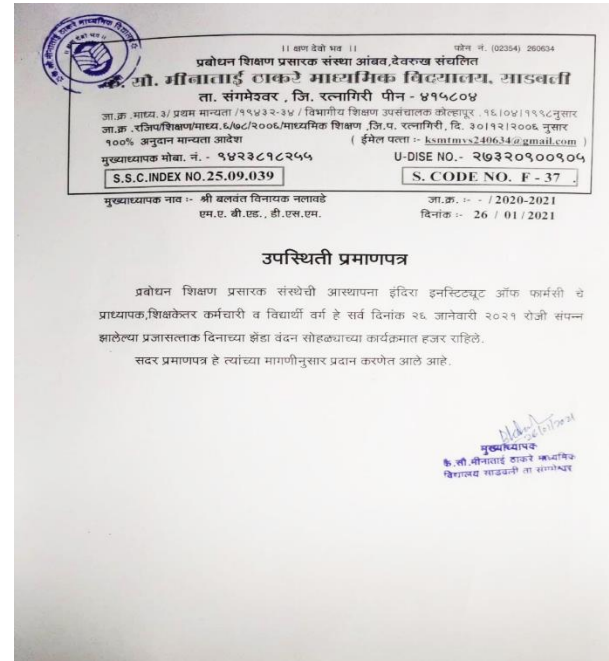 ।। क्षण देवो भव ।। फोन नं. (02354) 260634
प्रबोधन शिक्षण प्रसारक संस्था आंबव,देवरुख संचलित
कै. सौ. मीनाताई ठाकरे माध्यमिक विद्यालय, साडवली
ता. संगमेश्वर , जि. रत्नागिरी पीन - ४१५८०४
जा.क्र .माध्य.३/ प्रथम मान्यता /१९४३२-३४ / विभागीय शिक्षण उपसंचालक कोल्हापूर .१६।०४।१९९८नुसार
जा.क्र .रजिप/शिक्षण/माध्य.६/७८/२००६/माध्यमिक शिक्षण ,जि.प. रत्नागिरी, दि. ३०।१२।२००६ नुसार
१००% अनुदान मान्यता आदेश ( ईमेल पत्ता :- ksmtmvs240634@gmail.com )
मुख्याध्यापक मोबा. नं. - ९४२३८१८२५५ U-DISE NO.- २७३२०९००९०५
S.S.C.INDEX NO.25.09.039 S. CODE NO. F - 37 .
मुख्याध्यापक नाव :- श्री बलवंत विनायक नलावडे जा.क्र. :- - / 2020-2021
एम.ए. बी.एड., डी.एस.एम. दिनांक :- 26 / 01 / 2021
उपस्थिती प्रमाणपत्र
प्रबोधन शिक्षण प्रसारक संस्थेची आस्थापना इंदिरा इनस्टिट्यूट ऑफ फार्मसी चे
प्राध्यापक,शिक्षकेतर कर्मचारी व विद्यार्थी वर्ग हे सर्व दिनांक २६ जानेवारी २०२१ रोजी संपन्न
झालेल्या प्रजासत्ताक दिनाच्या झेंडा वंदन सोहळ्याच्या कार्यक्रमात हजर राहिले.
सदर प्रमाणपत्र हे त्यांच्या मागणीनुसार प्रदान करणेत आले आहे.
मुख्याध्यापक
कै.सौ.मीनाताई ठाकरे माध्यमिक
विद्यालय साडवली ता संगमेश्वर